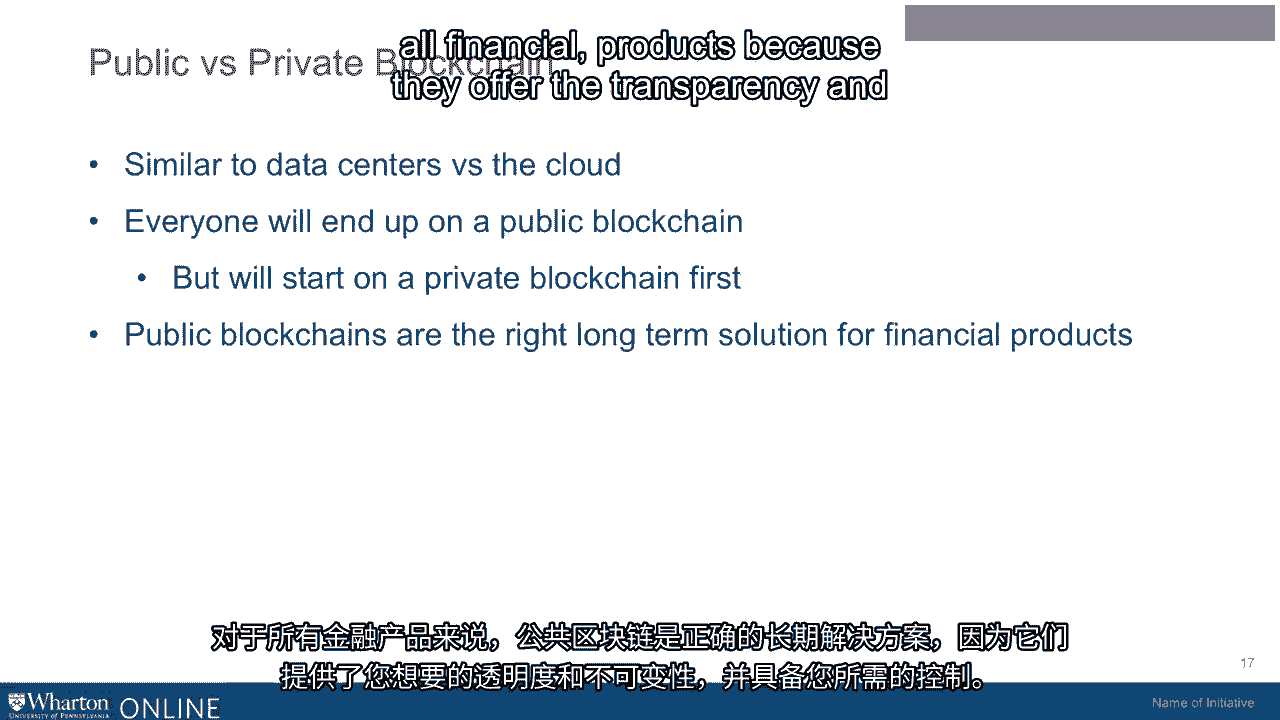 all financial, products because
they offer the transparency and
Public vs Private Blockchain
• Similar to data centers vs the cloud
• Everyone will end up on a public blockchain
• But will start on a private blockchain first
• Public blockchains are the right long term solution for financial products
对于所有金融产品来说，公共区块链是正确的长期解决方案，因为它们
提供了您想要的透明度和不可变性，并具备您所需的控制。
17
Wharton
UNIVERSITY of PENNSYLVANIA
ONLINE
Name of Initiative